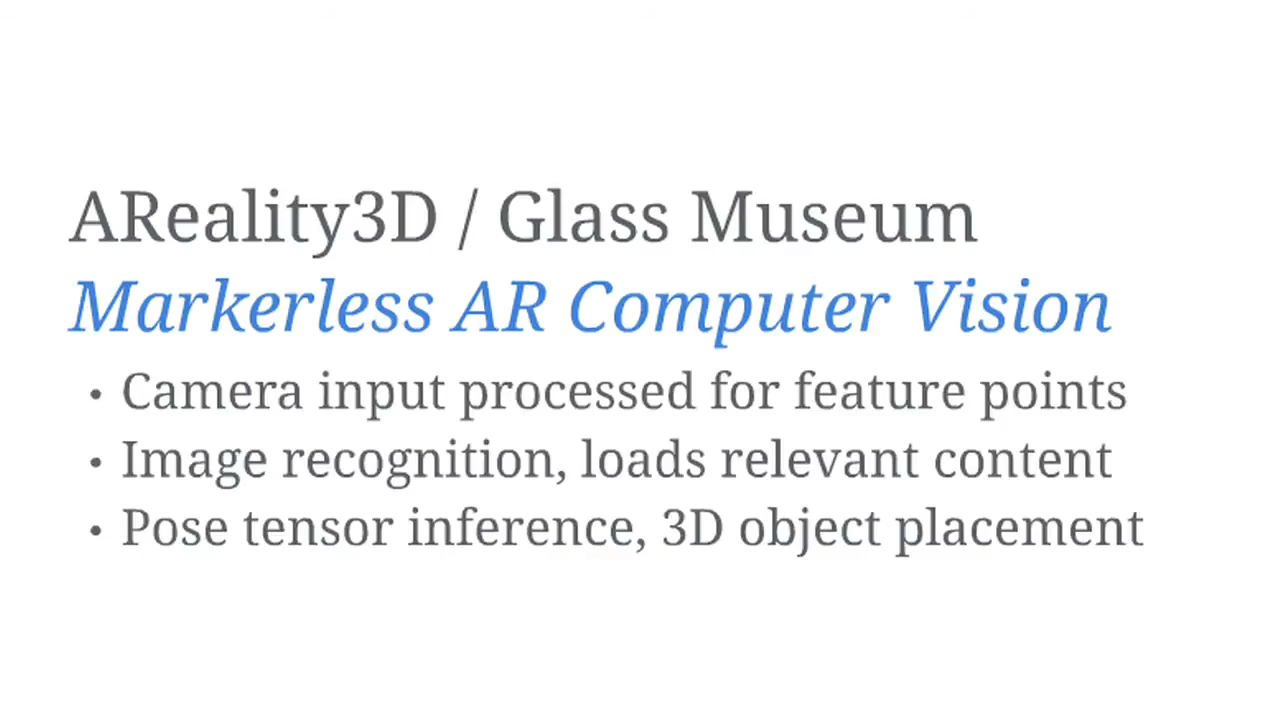 AReality3D / Glass Museum
Markerless AR Computer Vision
• Camera input processed for feature points
• Image recognition, loads relevant content
• Pose tensor inference, 3D object placement